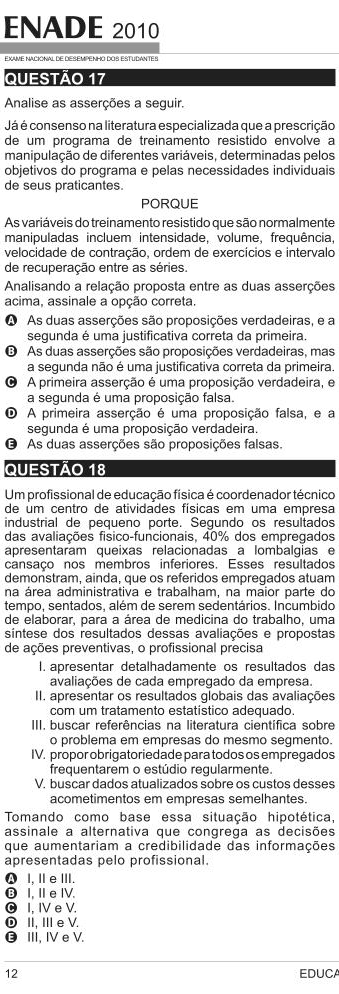 ENADE 2010
EXAME NACIONAL DE DESEMPENHO DOS ESTUDANTES
QUESTÃO 17
Analise as asserções a seguir.
Já é consenso na literatura especializada que a prescrição
de um programa de treinamento resistido envolve a
manipulação de diferentes variáveis, determinadas pelos
objetivos do programa e pelas necessidades individuais
de seus praticantes.
PORQUE
As variáveis do treinamento resistido que são normalmente
manipuladas incluem intensidade, volume, frequência,
velocidade de contração, ordem de exercícios e intervalo
de recuperação entre as séries.
Analisando a relação proposta entre as duas asserções
acima, assinale a opção correta.
A As duas asserções são proposições verdadeiras, e a
segunda é uma justificativa correta da primeira.
B As duas asserções são proposições verdadeiras, mas
a segunda não é uma justificativa correta da primeira.
C A primeira asserção é uma proposição verdadeira, e
a segunda é uma proposição falsa.
D A primeira asserção é uma proposição falsa, e a
segunda é uma proposição verdadeira.
E As duas asserções são proposições falsas.
QUESTÃO 18
Um profissional de educação física é coordenador técnico
de um centro de atividades físicas em uma empresa
industrial de pequeno porte. Segundo os resultados
das avaliações fisico-funcionais, 40% dos empregados
apresentaram queixas relacionadas a lombalgias e
cansaço nos membros inferiores. Esses resultados
demonstram, ainda, que os referidos empregados atuam
na área administrativa e trabalham, na maior parte do
tempo, sentados, além de serem sedentários. Incumbido
de elaborar, para a área de medicina do trabalho, uma
síntese dos resultados dessas avaliações e propostas
de ações preventivas, o profissional precisa
I. apresentar detalhadamente os resultados das
avaliações de cada empregado da empresa.
II. apresentar os resultados globais das avaliações
com um tratamento estatístico adequado.
III. buscar referências na literatura científica sobre
o problema em empresas do mesmo segmento.
IV. propor obrigatoriedade para todos os empregados
frequentarem o estúdio regularmente.
V. buscar dados atualizados sobre os custos desses
acometimentos em empresas semelhantes.
Tomando como base essa situação hipotética,
assinale a alternativa que congrega as decisões
que aumentariam a credibilidade das informações
apresentadas pelo profissional.
A I, II e III.
B I, II e IV.
C I, IV e V.
D II, III e V.
E III, IV e V.
12 EDUCA